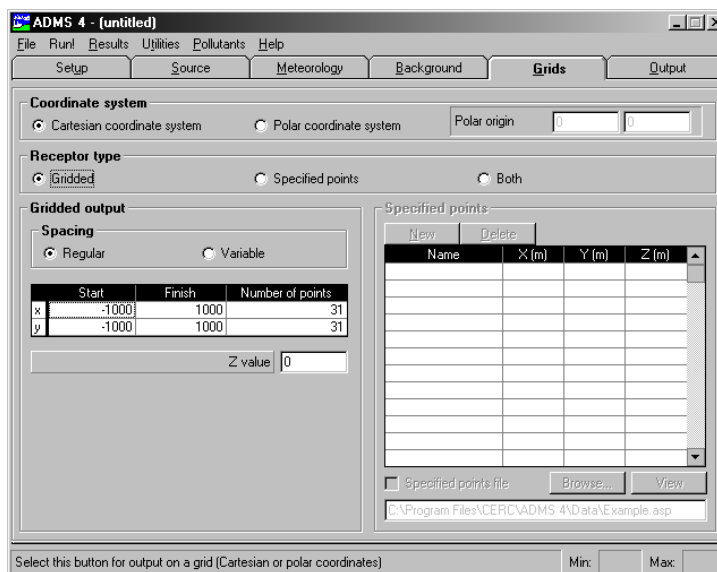 ADMS 4 - (untitled)
File Run! Results Utilities Pollutants Help
Setup Source Meteorology Background Grids Output
Coordinate system
Cartesian coordinate system Polar coordinate system Polar origin 0 0
Receptor type
Gridded Specified points Both
Gridded output
Spacing
Regular Variable
Start Finish Number of points
x -1000 1000 31
y -1000 1000 31
Z value 0
Specified points
New Delete
Name X (m) Y (m) Z (m)
Specified points file Browse... View
C:\Program Files\CERC\ADMS 4\Data\Example.asp
Select this button for output on a grid (Cartesian or polar coordinates) Min: Max: